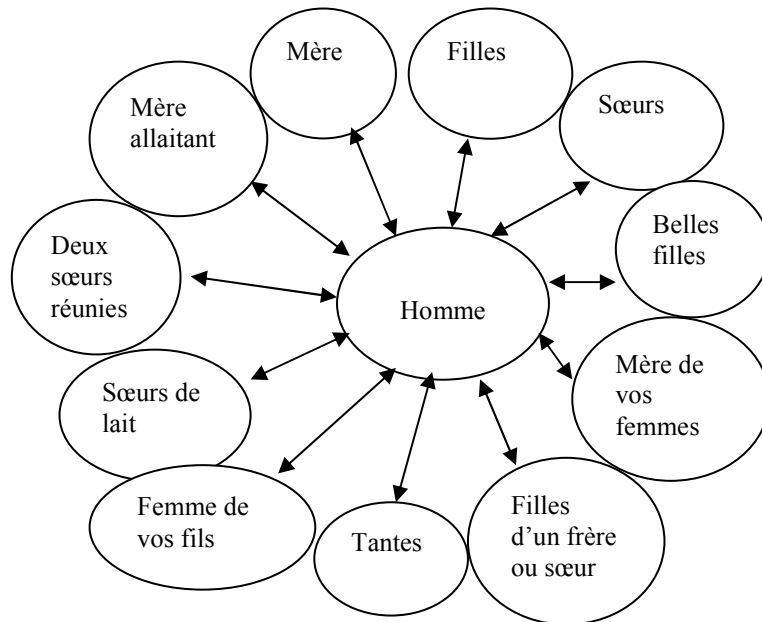 Mère
Filles
Sœurs
Mère
allaitant
Belles
filles
Deux
sœurs
réunies
Homme
Mère de
vos
femmes
Sœurs de
lait
Filles
d'un frère
ou sœur
Femme de
vos fils
Tantes